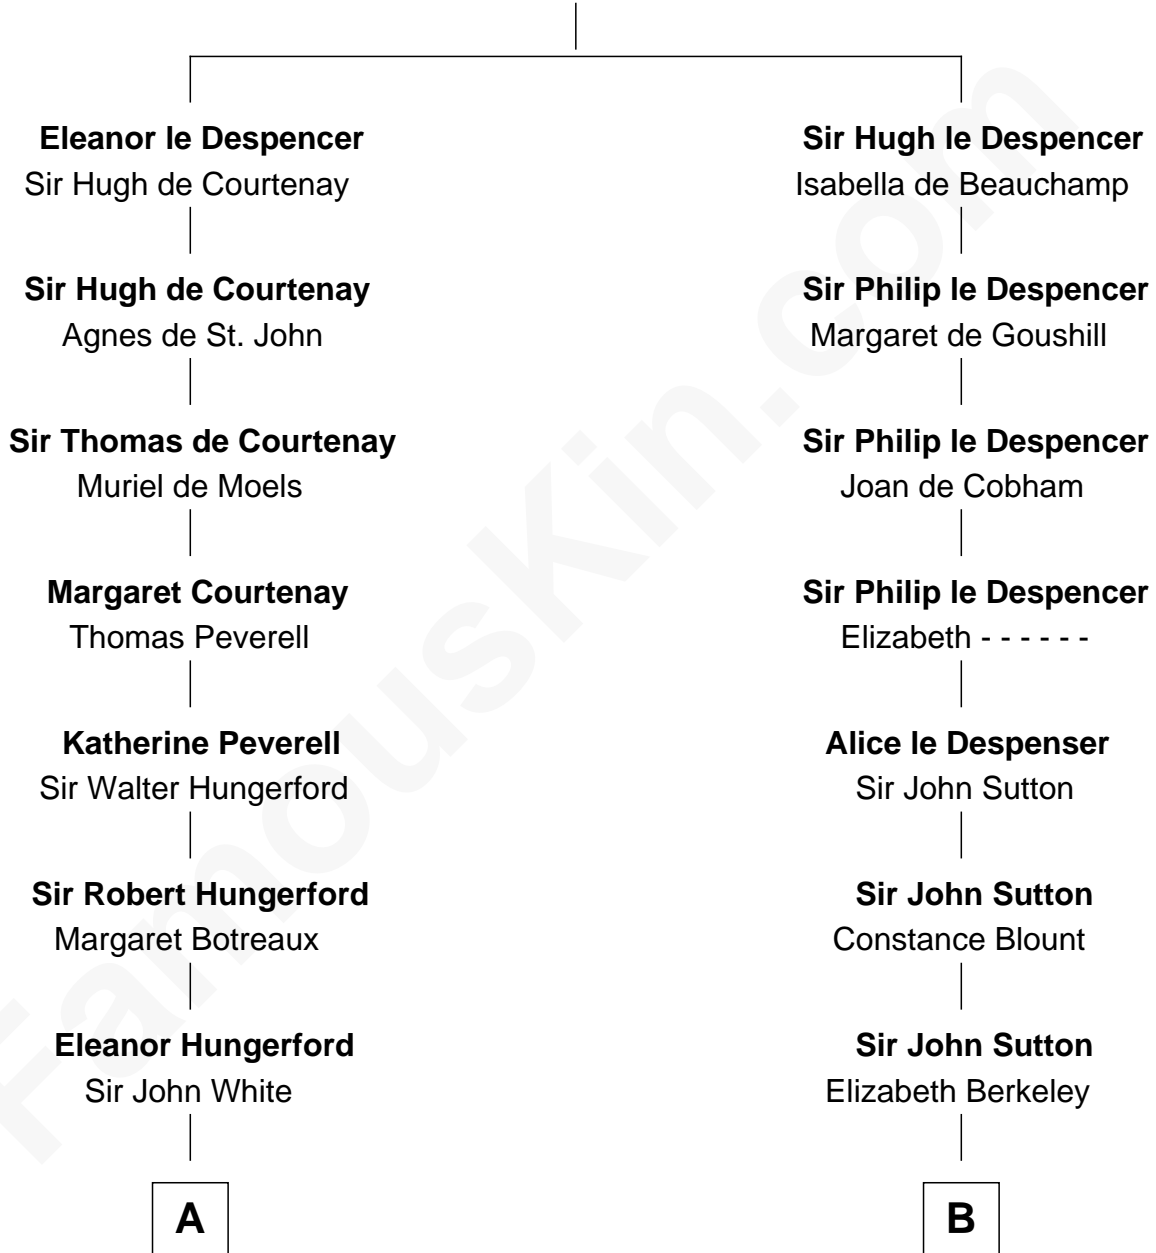 Eleanor le Despencer
Sir Hugh de Courtenay
Sir Hugh de Courtenay
Agnes de St. John
Sir Thomas de Courtenay
Muriel de Moels
Margaret Courtenay
Thomas Peverell
Katherine Peverell
Sir Walter Hungerford
Sir Robert Hungerford
Margaret Botreaux
Eleanor Hungerford
Sir John White
A
Sir Hugh le Despencer
Isabella de Beauchamp
Sir Philip le Despencer
Margaret de Goushill
Sir Philip le Despencer
Joan de Cobham
Sir Philip le Despencer
Elizabeth - - - - - -
Alice le Despenser
Sir John Sutton
Sir John Sutton
Constance Blount
Sir John Sutton
Elizabeth Berkeley
B
FamousKin.com